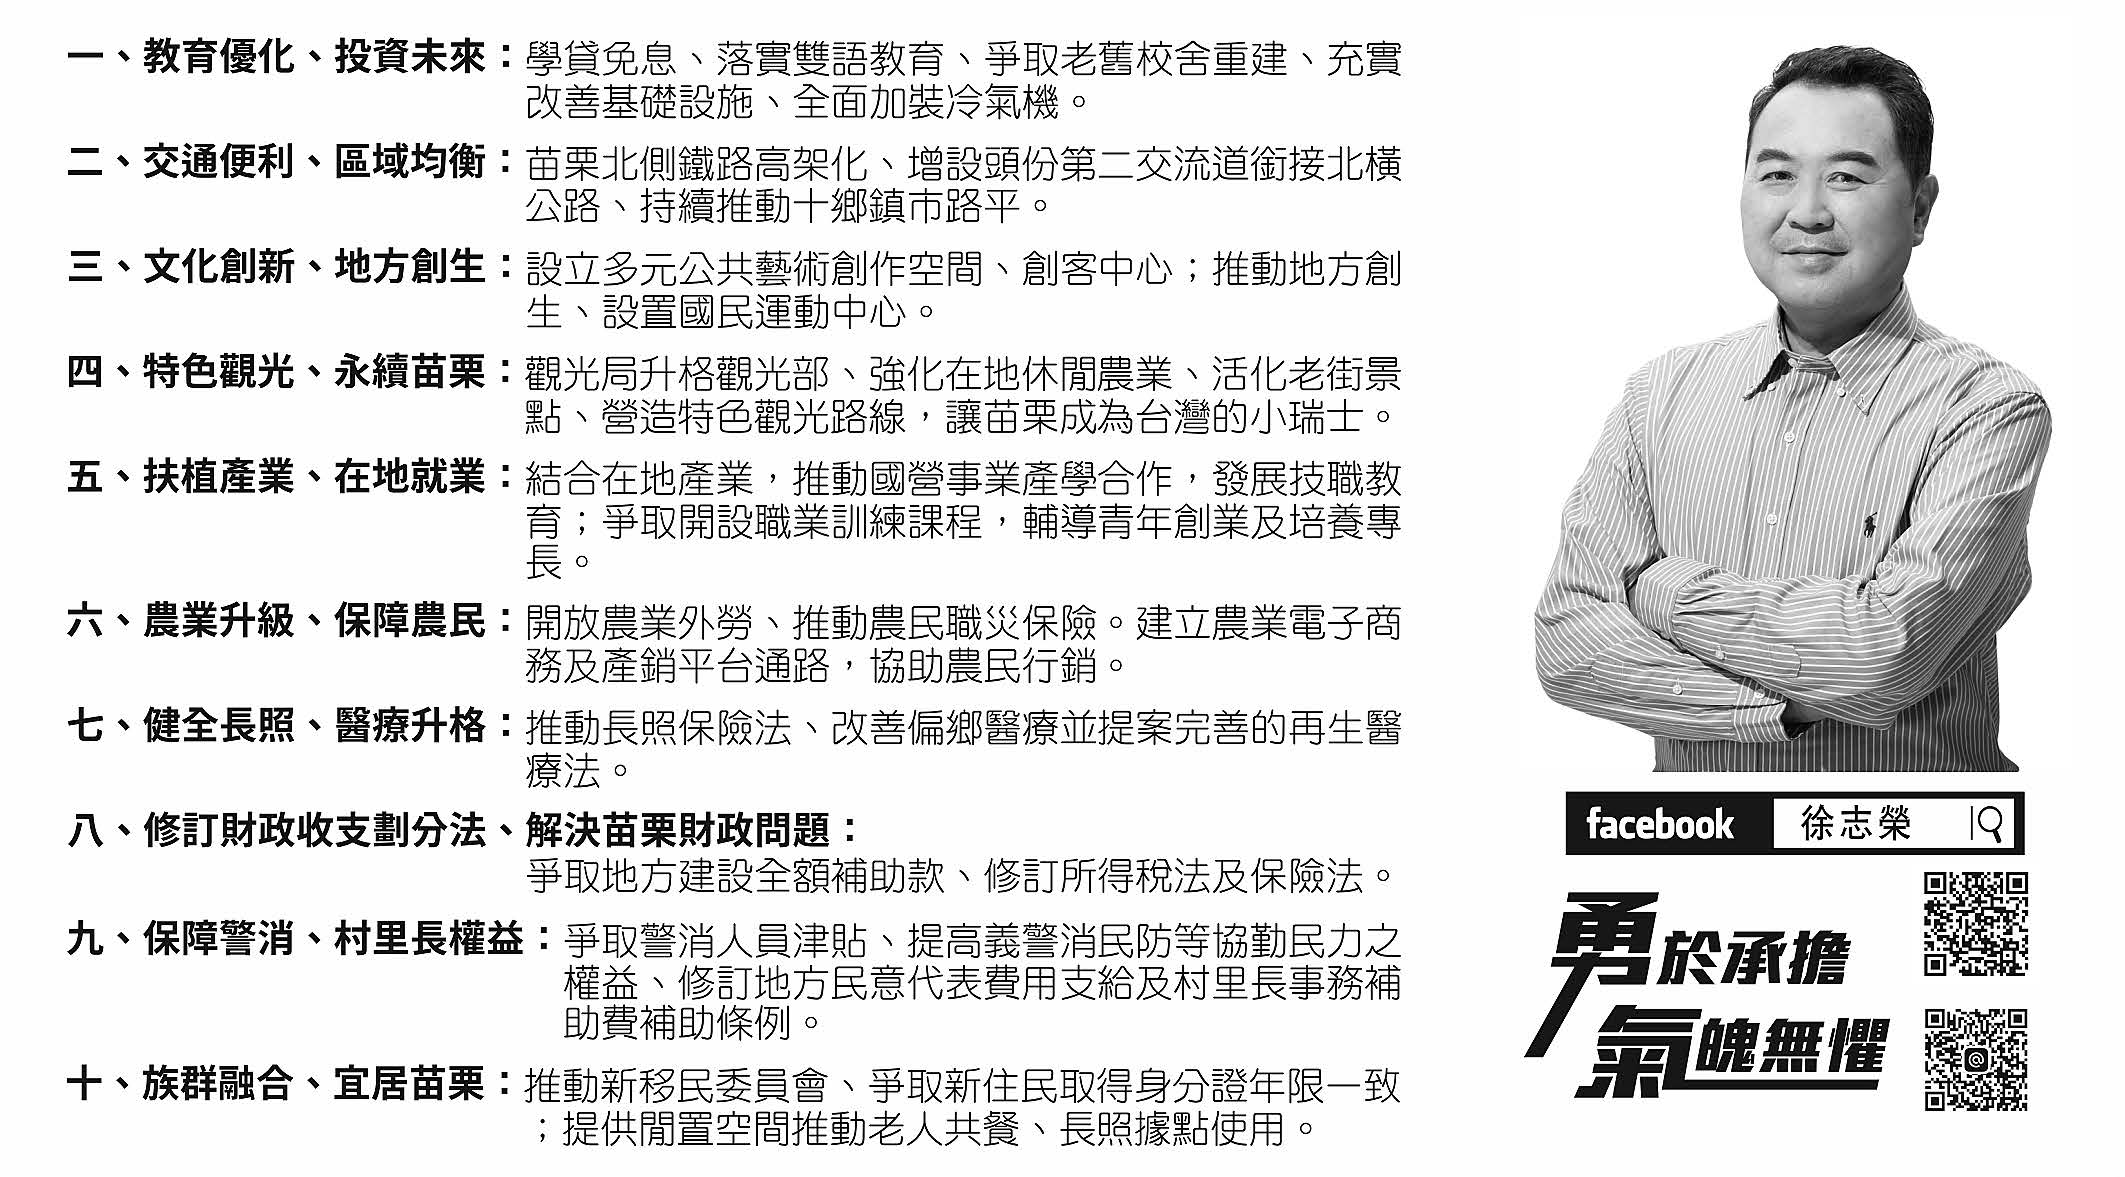 一、教育優化、投資未來：學貸免息、落實雙語教育、爭取老舊校舍重建、充實
改善基礎設施、全面加裝冷氣機。
二、交通便利、區域均衡：苗栗北側鐵路高架化、增設頭份第二交流道銜接北橫
公路、持續推動十鄉鎮市路平。
三、文化創新、地方創生：設立多元公共藝術創作空間、創客中心；推動地方創
生、設置國民運動中心。
四、特色觀光、永續苗栗：觀光局升格觀光部、強化在地休閒農業、活化老街景
點、營造特色觀光路線，讓苗栗成為台灣的小瑞士。
五、扶植產業、在地就業：結合在地產業，推動國營事業產學合作，發展技職教
育；爭取開設職業訓練課程，輔導青年創業及培養專
長。
六、農業升級、保障農民：開放農業外勞、推動農民職災保險。建立農業電子商
務及產銷平台通路，協助農民行銷。
七、健全長照、醫療升格：推動長照保險法、改善偏鄉醫療並提案完善的再生醫
療法。
八、修訂財政收支劃分法、解決苗栗財政問題：
爭取地方建設全額補助款、修訂所得稅法及保險法。
九、保障警消、村里長權益：爭取警消人員津貼、提高義警消民防等協勤民力之
權益、修訂地方民意代表費用支給及村里長事務補
助費補助條例。
十、族群融合、宜居苗栗：推動新移民委員會、爭取新住民取得身分證年限一致
；提供閒置空間推動老人共餐、長照據點使用。
facebook 徐志榮
勇於承擔
氣魄無懼